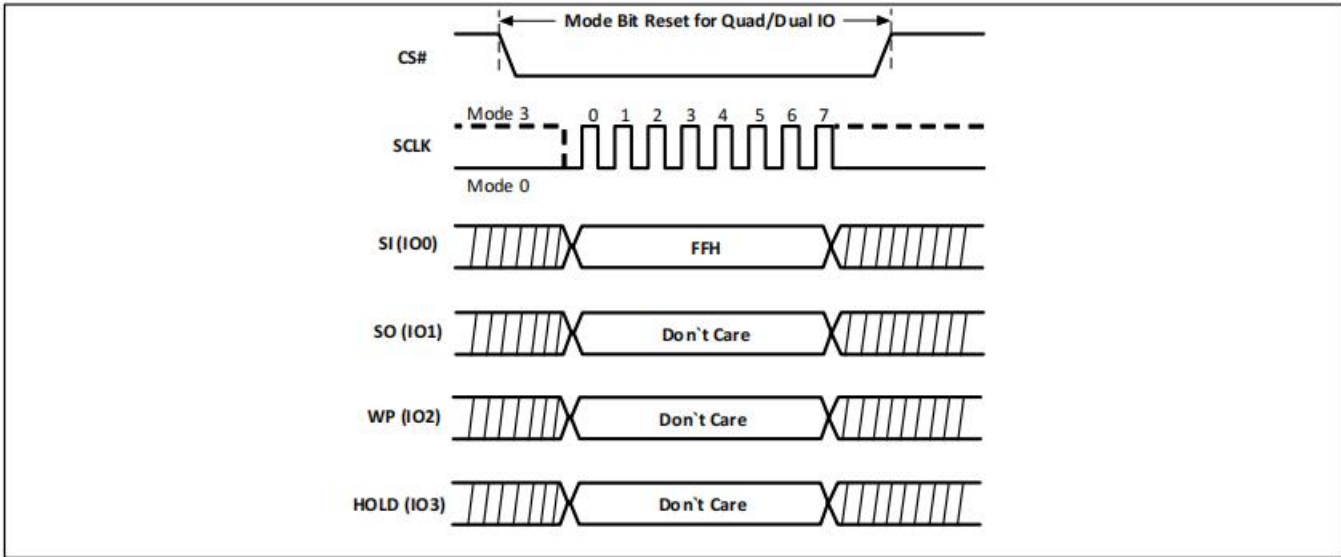 Mode Bit Reset for Quad/Dual IO
CS#
Mode 3
0 1 2 3 4 5 6 7
SCLK
Mode 0
SI (IO0)
FFH
SO (IO1)
Don`t Care
WP (IO2)
Don`t Care
HOLD (IO3)
Don`t Care